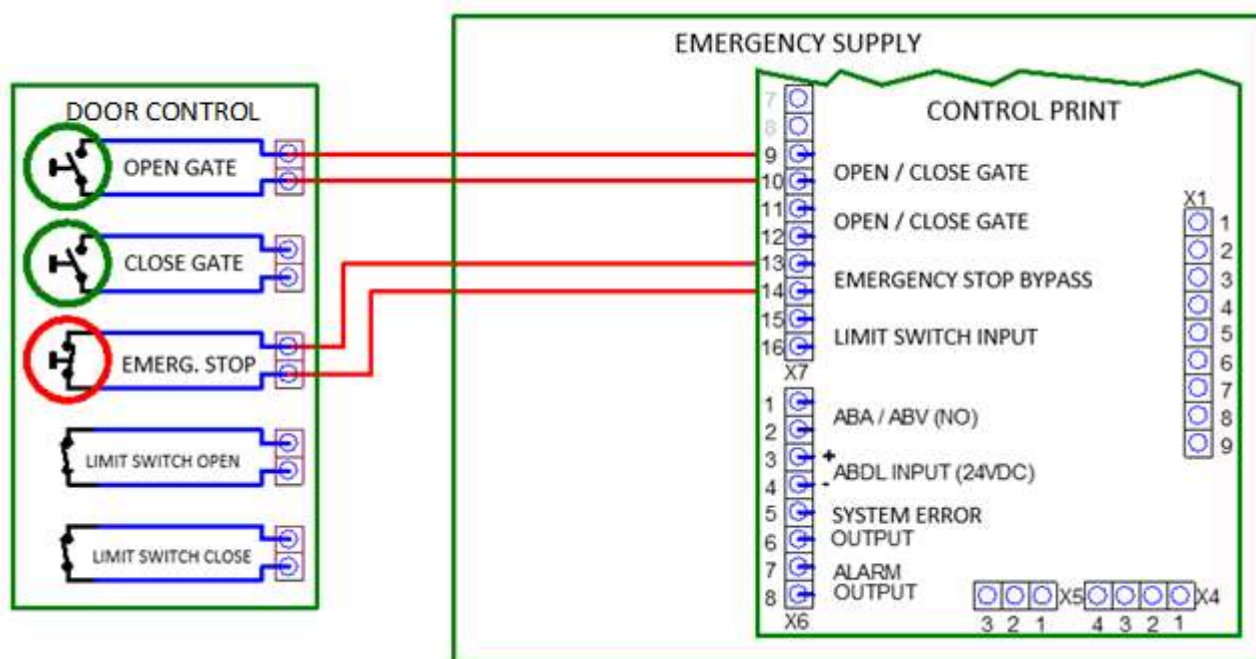 EMERGENCY SUPPLY
DOOR CONTROL
OPEN GATE
CLOSE GATE
EMERG. STOP
LIMIT SWITCH OPEN
LIMIT SWITCH CLOSE
CONTROL PRINT
7
8
9
10
OPEN / CLOSE GATE
11
12
OPEN / CLOSE GATE
13
14
EMERGENCY STOP BYPASS
15
16
LIMIT SWITCH INPUT
X7
1
2
ABA / ABV (NO)
3 +
4 -
ABDL INPUT (24VDC)
5
6
SYSTEM ERROR
OUTPUT
7
8
ALARM
OUTPUT
X6
X1
1
2
3
4
5
6
7
8
9
X5 X4
3 2 1 4 3 2 1